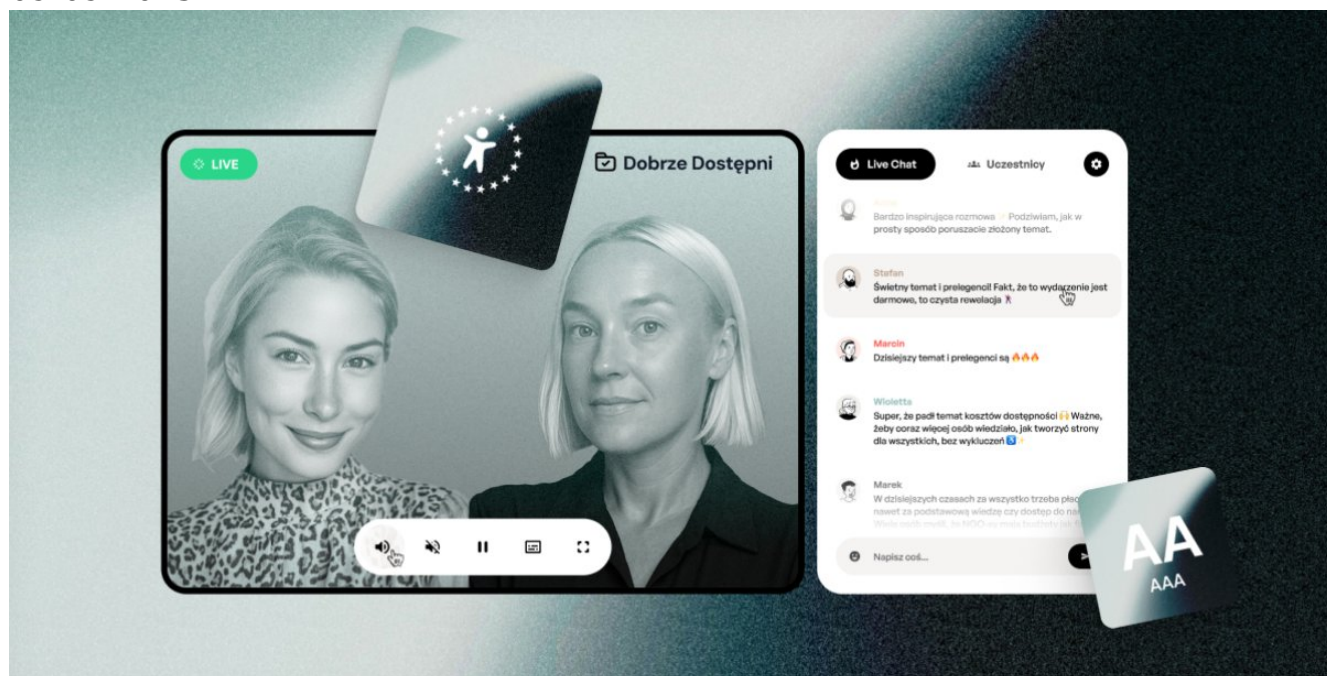 LIVE
Dobrze Dostępni
Live Chat
Uczestnicy
Bardzo inspirująca rozmowa Podziwiam, jak w
prosty sposób poruszacie złożony temat.
Stefan
Świetny temat i prelegenci! Fakt, że to wydarzenie jest
darmowe, to czysta rewolacja
Marcin
Dzisiejszy temat i prelegenci są 🔥🔥🔥
Wioletta
Super, że padł temat kosztów dostępności 🙌 Ważne,
żeby coraz więcej osób wiedziało, jak tworzyć strony
dla wszystkich, bez wykluczeń ♿✨
Marek
W dzisiejszych czasach za wszystko trzeba płac
nawet za podstawową wiedzę czy dostęp do na
Napisz coś...
AA
AAA